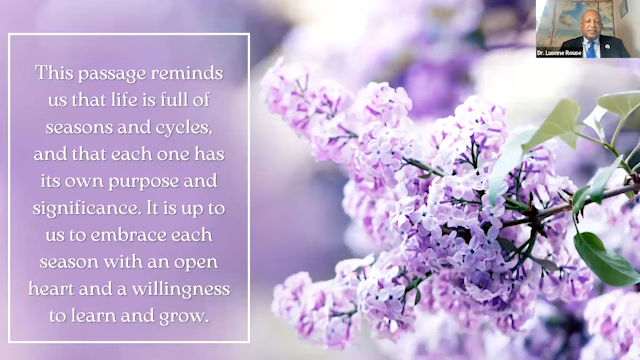 Dr. Luonne Rouse
This passage reminds
us that life is full of
seasons and cycles,
and that each one has
its own purpose and
significance. It is up to
us to embrace each
season with an open
heart and a willingness
to learn and grow.